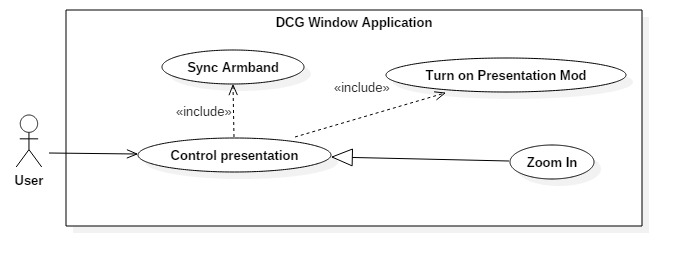 DCG Window Application
Sync Armband
Turn on Presentation Mod
«include»
«include»
Control presentation
Zoom In
User